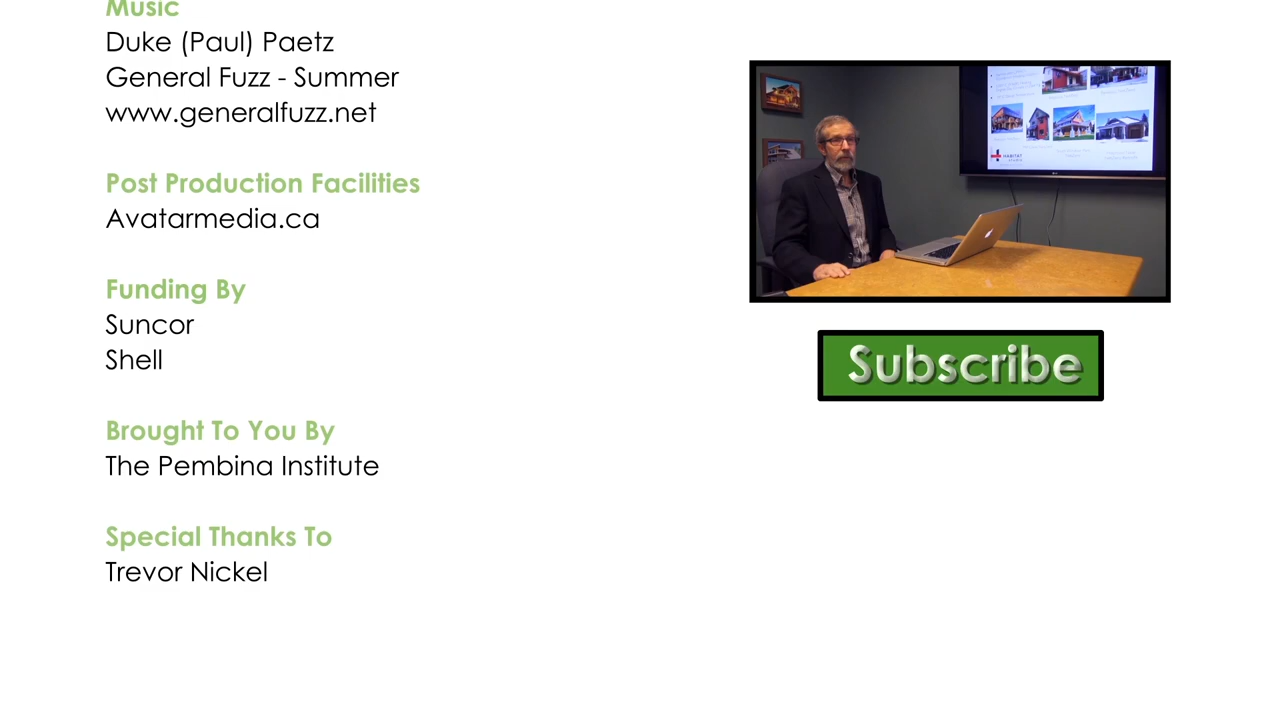 Music
Duke (Paul) Paetz
General Fuzz - Summer
www.generalfuzz.net
Post Production Facilities
Avatarmedia.ca
Funding By
Suncor
Shell
Brought To You By
The Pembina Institute
Special Thanks To
Trevor Nickel
HABITAT
Subscribe